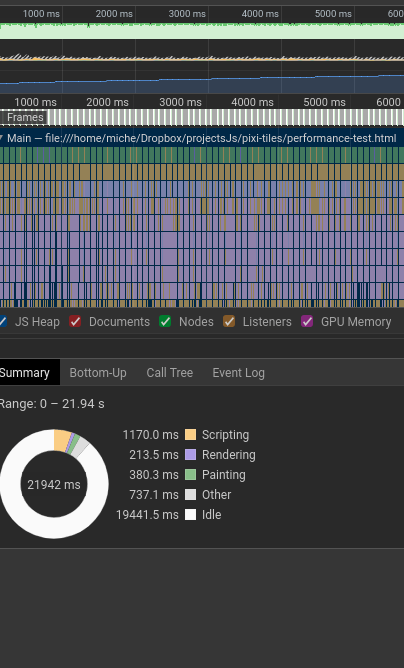 1000 ms 2000 ms 3000 ms 4000 ms 5000 ms 600
1000 ms 2000 ms 3000 ms 4000 ms 5000 ms 6000
Frames
Main — file:///home/miche/Dropbox/projectsJs/pixi-tiles/performance-test.html
JS Heap Documents Nodes Listeners GPU Memory
Summary Bottom-Up Call Tree Event Log
Range: 0 – 21.94 s
1170.0 ms Scripting
213.5 ms Rendering
380.3 ms Painting
737.1 ms Other
19441.5 ms Idle
21942 ms